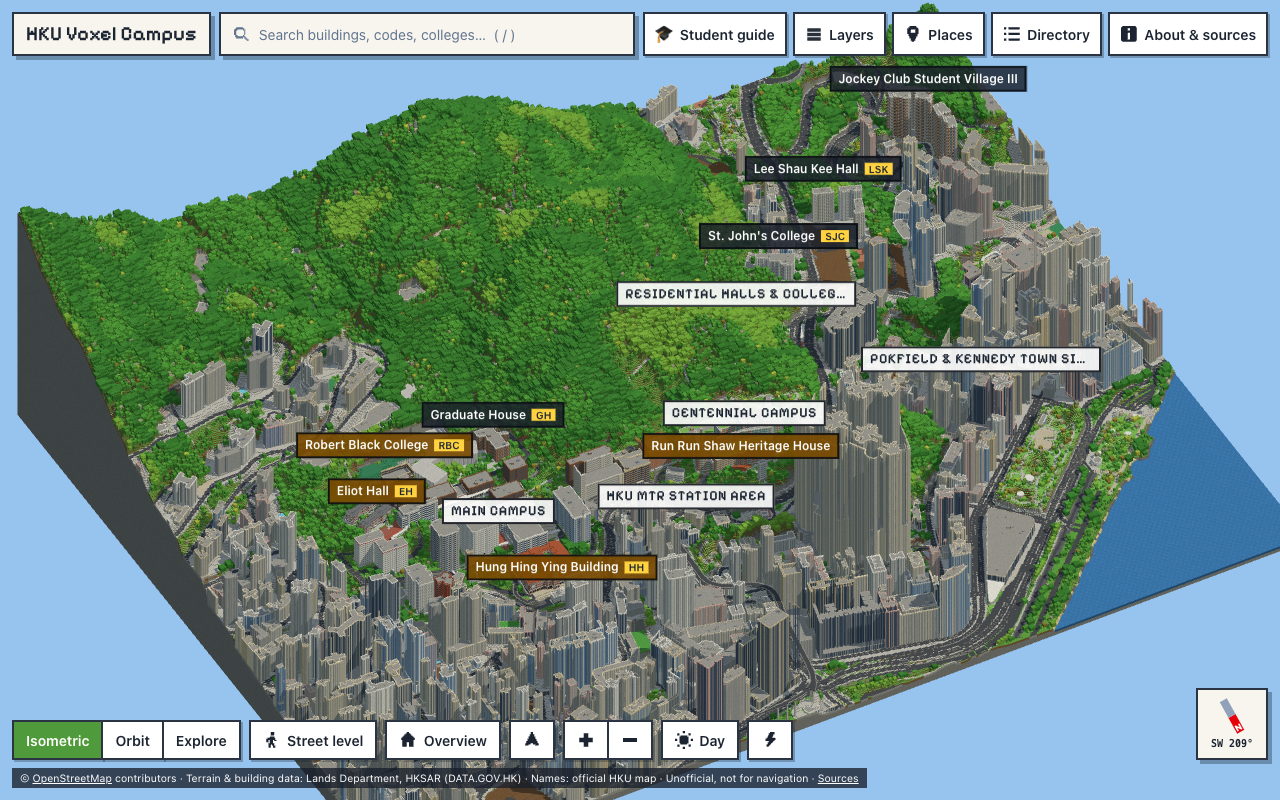 HKU Voxel Campus
Search buildings, codes, colleges... ( / )
Student guide
Layers
Places
Directory
About & sources
Jockey Club Student Village III
Lee Shau Kee Hall LSK
St. John's College SJC
RESIDENTIAL HALLS & COLLEG...
POKFIELD & KENNEDY TOWN SI...
CENTENNIAL CAMPUS
Graduate House GH
Robert Black College RBC
Run Run Shaw Heritage House
Eliot Hall EH
HKU MTR STATION AREA
MAIN CAMPUS
Hung Hing Ying Building HH
Isometric
Orbit
Explore
Street level
Overview
Day
SW 209°
© OpenStreetMap contributors · Terrain & building data: Lands Department, HKSAR (DATA.GOV.HK) · Names: official HKU map · Unofficial, not for navigation · Sources